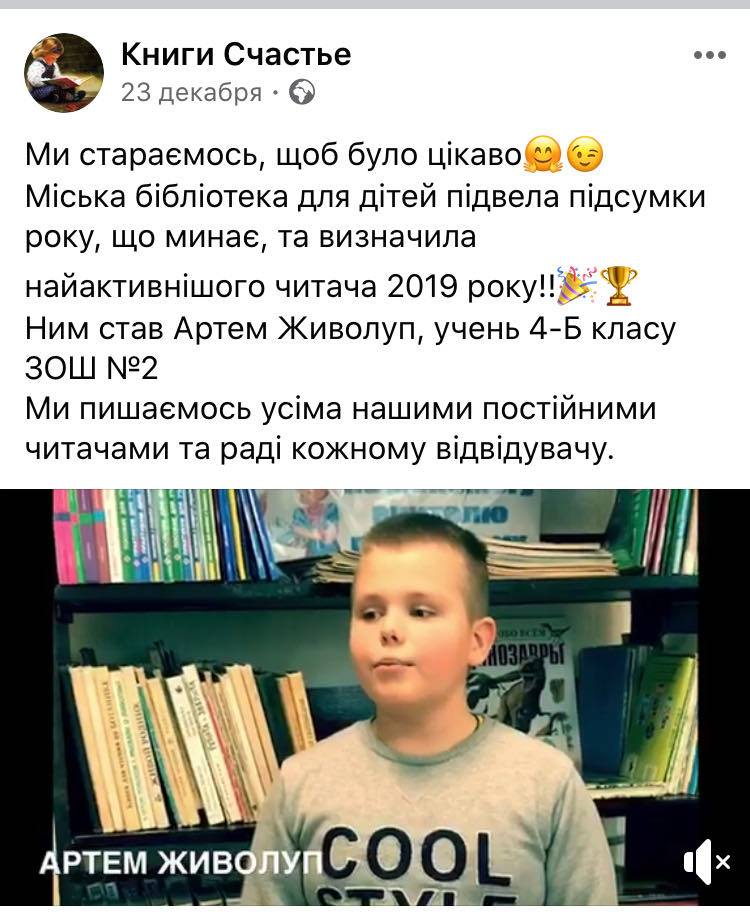 Книги Счастье
23 декабря
Ми стараємось, щоб було цікаво🤗😉
Міська бібліотека для дітей підвела підсумки
року, що минає, та визначила
найактивнішого читача 2019 року!!🎉🏆
Ним став Артем Живолуп, учень 4-Б класу
ЗОШ №2
Ми пишаємось усіма нашими постійними
читачами та раді кожному відвідувачу.
ОБО ВСЕМ
АРТЕМ ЖИВОЛУП
COOL
STYLE